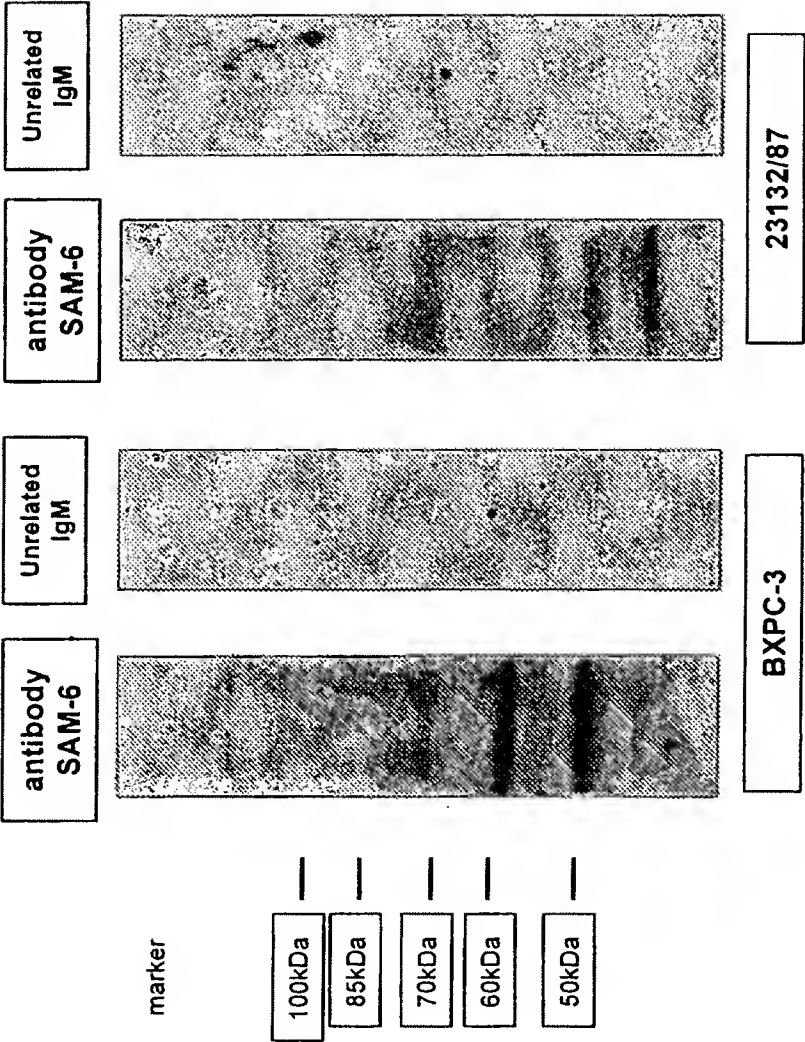 marker
100kDa
85kDa
70kDa
60kDa
50kDa
antibody
SAM-6
Unrelated
IgM
antibody
SAM-6
Unrelated
IgM
BXPC-3
23132/87